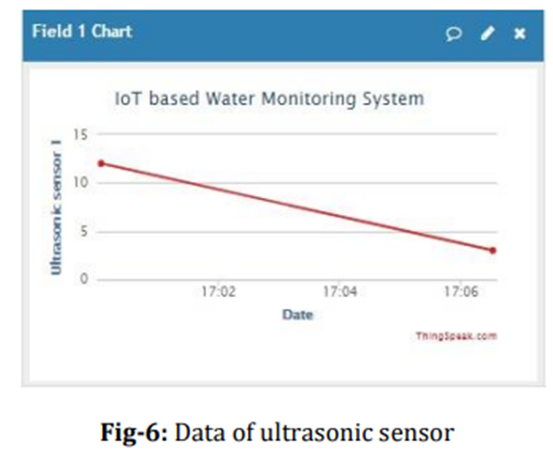 Field 1 Chart
IoT based Water Monitoring System
Ultrasonic sensor 1
15
10
5
0
17:02 17:04 17:06
Date
ThingSpeak.com
Fig-6: Data of ultrasonic sensor